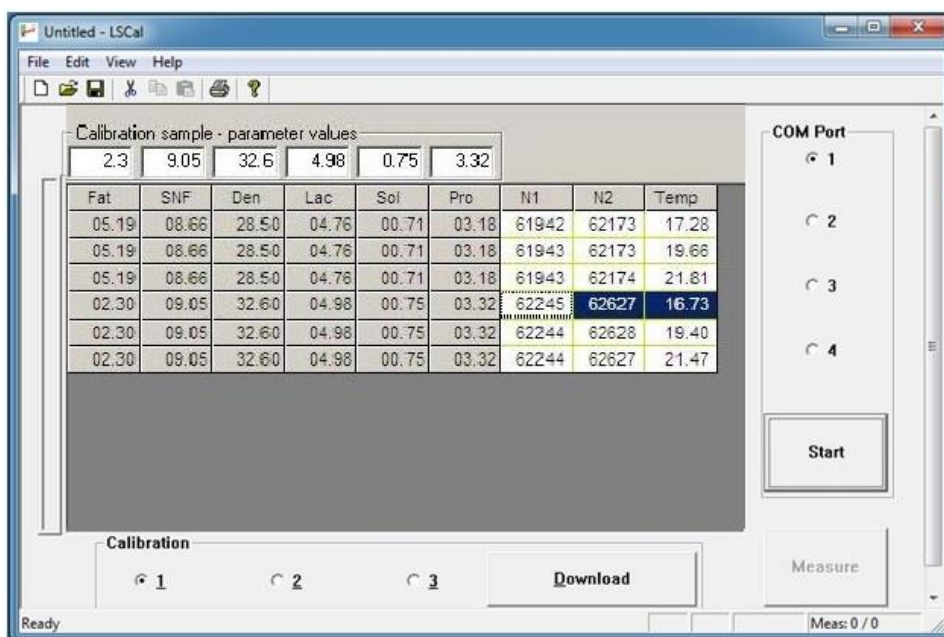 Untitled - LSCal
File Edit View Help
Calibration sample - parameter values
2.3 9.05 32.6 4.98 0.75 3.32
Fat SNF Den Lac Sol Pro N1 N2 Temp
05.19 08.66 28.50 04.76 00.71 03.18 61942 62173 17.28
05.19 08.66 28.50 04.76 00.71 03.18 61943 62173 19.66
05.19 08.66 28.50 04.76 00.71 03.18 61943 62174 21.81
02.30 09.05 32.60 04.98 00.75 03.32 62245 62627 16.73
02.30 09.05 32.60 04.98 00.75 03.32 62244 62628 19.40
02.30 09.05 32.60 04.98 00.75 03.32 62244 62627 21.47
COM Port
1
2
3
4
Start
Calibration
1 2 3 Download
Measure
Ready Meas: 0 / 0